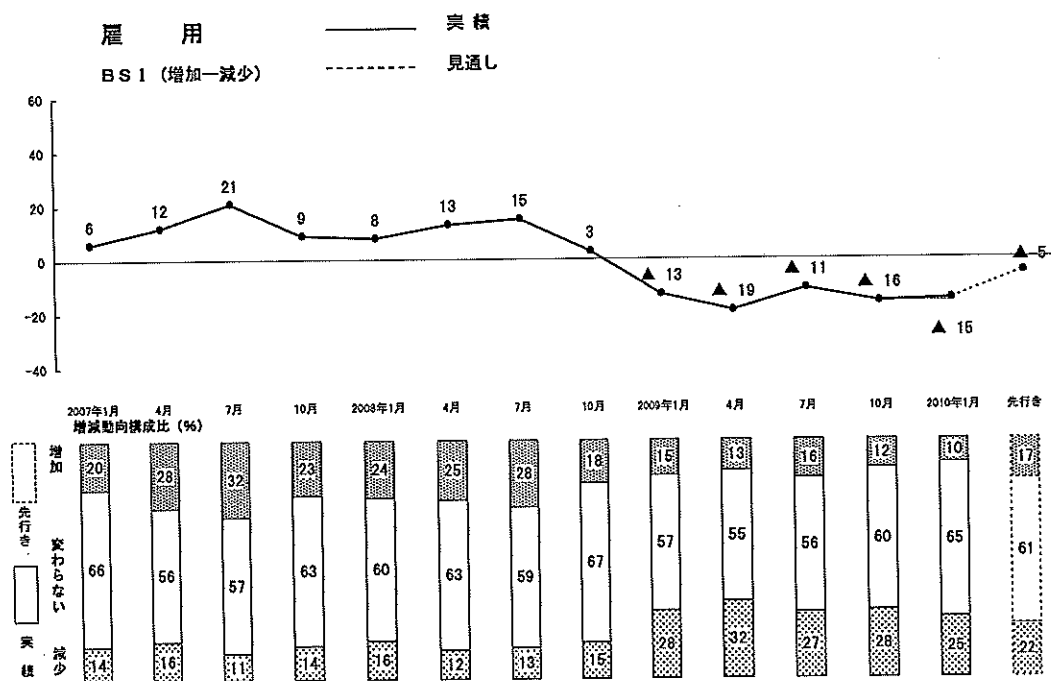 雇　用
実 績
BSI (増加ー減少)
見通し
60
40
20
0
-20
-40
6
12
21
9
8
13
15
3
▲ 13
▲ 19
▲ 11
▲ 16
▲ 15
▲ 5
2007年1月 4月 7月 10月 2008年1月 4月 7月 10月 2009年1月 4月 7月 10月 2010年1月 先行き
増減動向構成比 (%)
増加
20 28 32 23 24 25 28 18 15 13 16 12 10 17
先行き・
変わらない
66 56 57 63 60 63 59 67 57 55 56 60 65 61
実績
減少
14 16 11 14 16 12 13 15 28 32 27 28 25 22